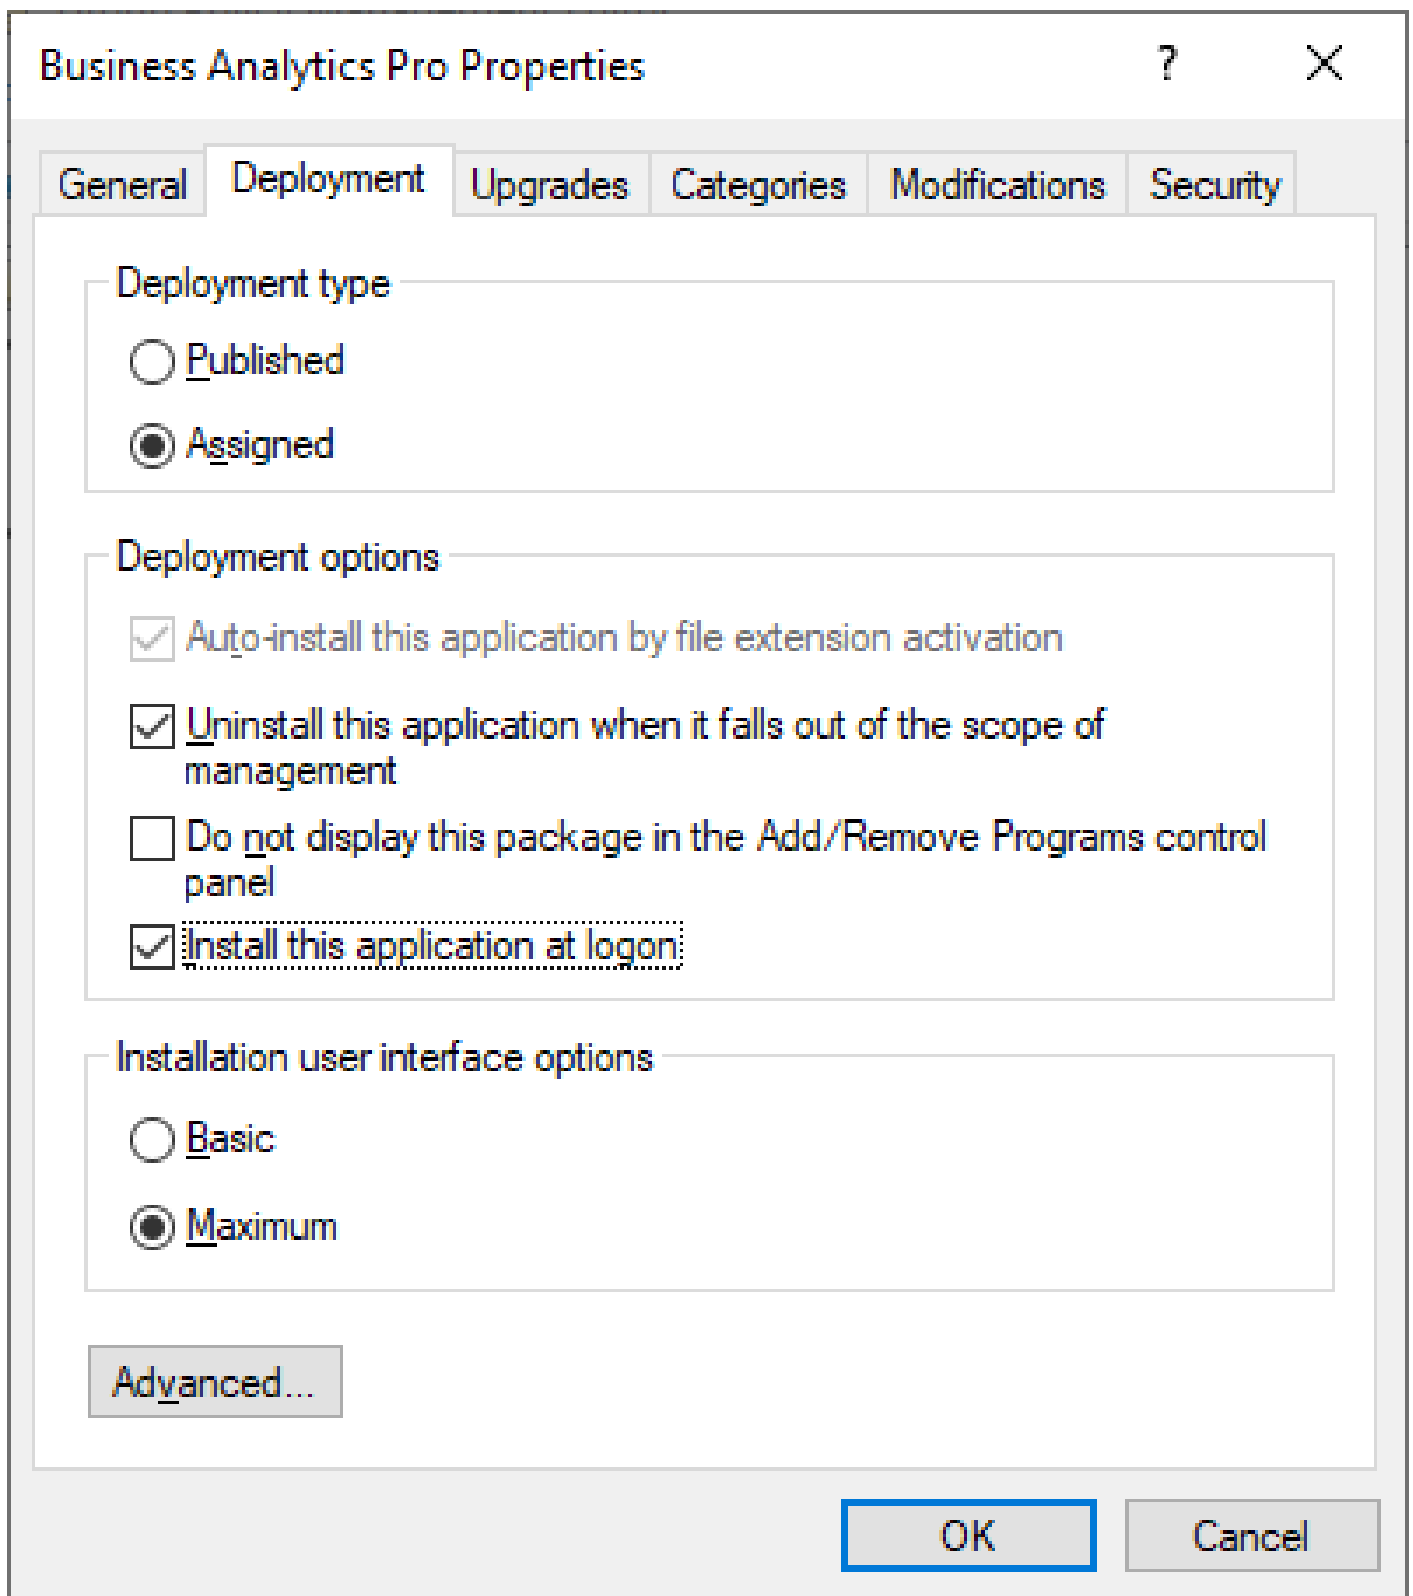 Business Analytics Pro Properties
?
General Deployment Upgrades Categories Modifications Security
Deployment type
Published
Assigned
Deployment options
Auto-install this application by file extension activation
Uninstall this application when it falls out of the scope of
management
Do not display this package in the Add/Remove Programs control
panel
Install this application at logon
Installation user interface options
Basic
Maximum
Advanced...
OK Cancel